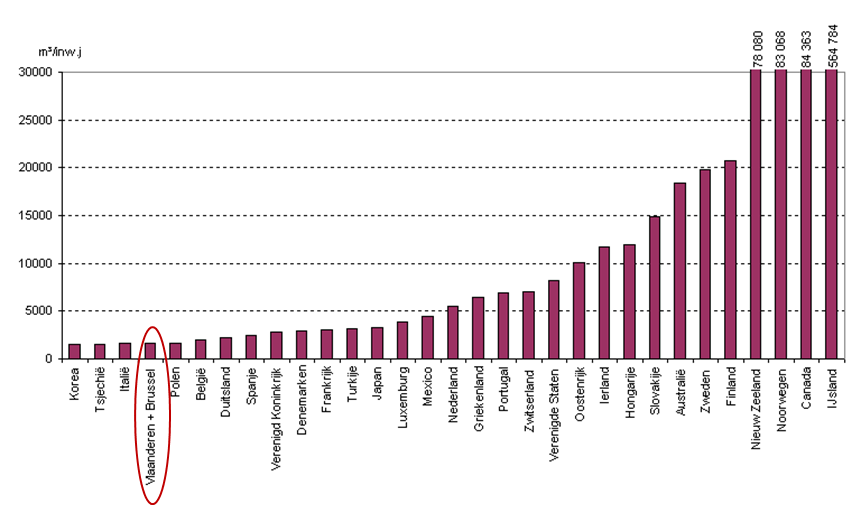 78 080
83 068
84 363
564 784
m³/inw.j
30000
25000
20000
15000
10000
5000
0
Korea
Tsjechië
Italië
Vlaanderen + Brussel
Polen
België
Duitsland
Spanje
Verenigd Koninkrijk
Denemarken
Frankrijk
Turkije
Japan
Luxemburg
Mexico
Nederland
Griekenland
Portugal
Zwitserland
Verenigde Staten
Oostenrijk
Ierland
Hongarije
Slovakije
Australië
Zweden
Finland
Nieuw Zeeland
Noorwegen
Canada
IJsland